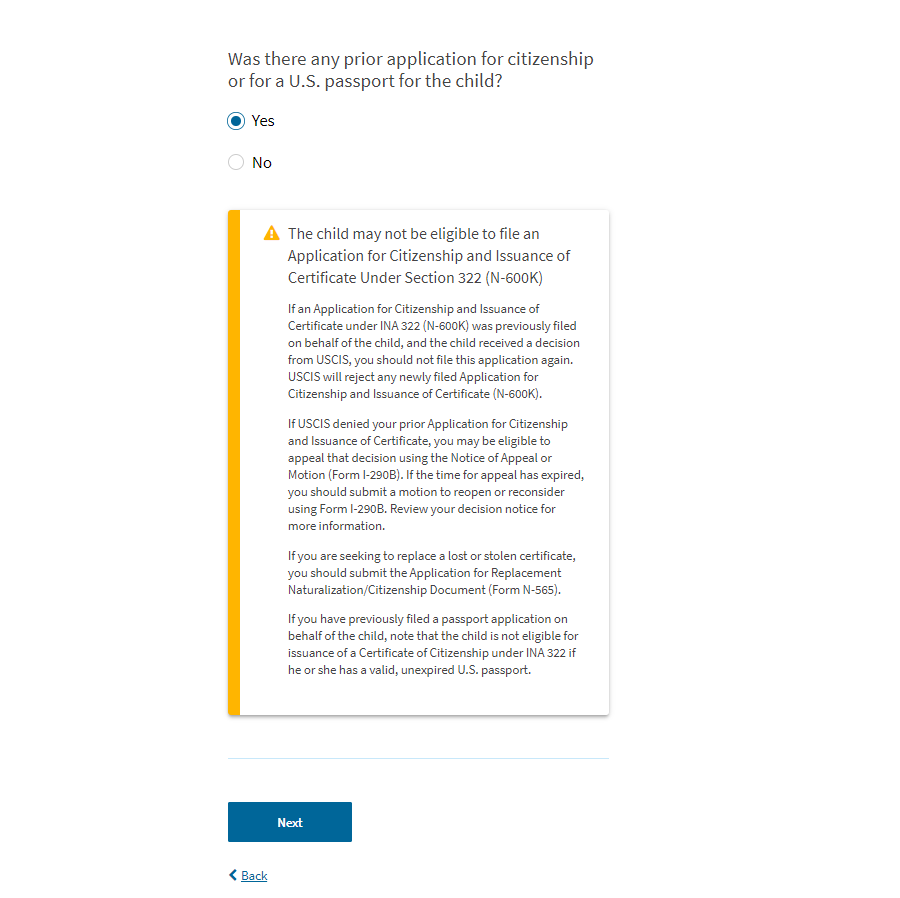 Was there any prior application for citizenship
or for a U.S. passport for the child?
Yes
No
The child may not be eligible to file an
Application for Citizenship and Issuance of
Certificate Under Section 322 (N-600K)
If an Application for Citizenship and Issuance of
Certificate under INA 322 (N-600K) was previously filed
on behalf of the child, and the child received a decision
from USCIS, you should not file this application again.
USCIS will reject any newly filed Application for
Citizenship and Issuance of Certificate (N-600K).
If USCIS denied your prior Application for Citizenship
and Issuance of Certificate, you may be eligible to
appeal that decision using the Notice of Appeal or
Motion (Form I-290B). If the time for appeal has expired,
you should submit a motion to reopen or reconsider
using Form I-290B. Review your decision notice for
more information.
If you are seeking to replace a lost or stolen certificate,
you should submit the Application for Replacement
Naturalization/Citizenship Document (Form N-565).
If you have previously filed a passport application on
behalf of the child, note that the child is not eligible for
issuance of a Certificate of Citizenship under INA 322 if
he or she has a valid, unexpired U.S. passport.
Next
Back